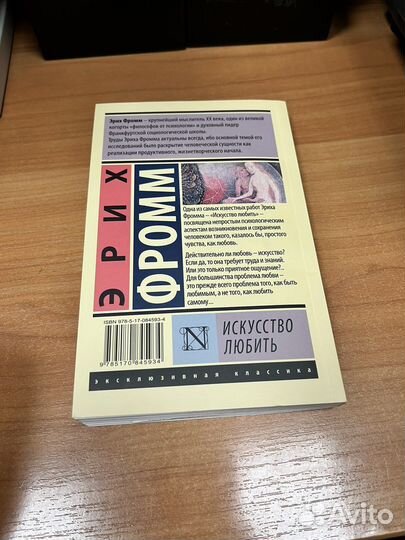 Эрих Фромм – крупнейший мыслитель XX века, один из великой
когорты «философов от психологии» и духовный лидер
Франкфуртской социологической школы.
Труды Эриха Фромма актуальны всегда, ибо основной темой его
исследований было раскрытие человеческой сущности как
реализации продуктивного, жизнетворческого начала.
ЭРИХ
ФРОММ
Одна из самых известных работ Эриха
Фромма – «Искусство любить» –
посвящена непростым психологическим
аспектам возникновения и сохранения
человеком такого, казалось бы, простого
чувства, как любовь.
Действительно ли любовь – искусство?
Если да, то она требует труда и знаний.
Или это только приятное ощущение?..
Для большинства проблема любви –
это прежде всего проблема того, как быть
любимым, а не того, как любить
самому...
ISBN 978-5-17-084593-4
9 785170 845934
N
ИСКУССТВО
ЛЮБИТЬ
эксклюзивная классика
Avito